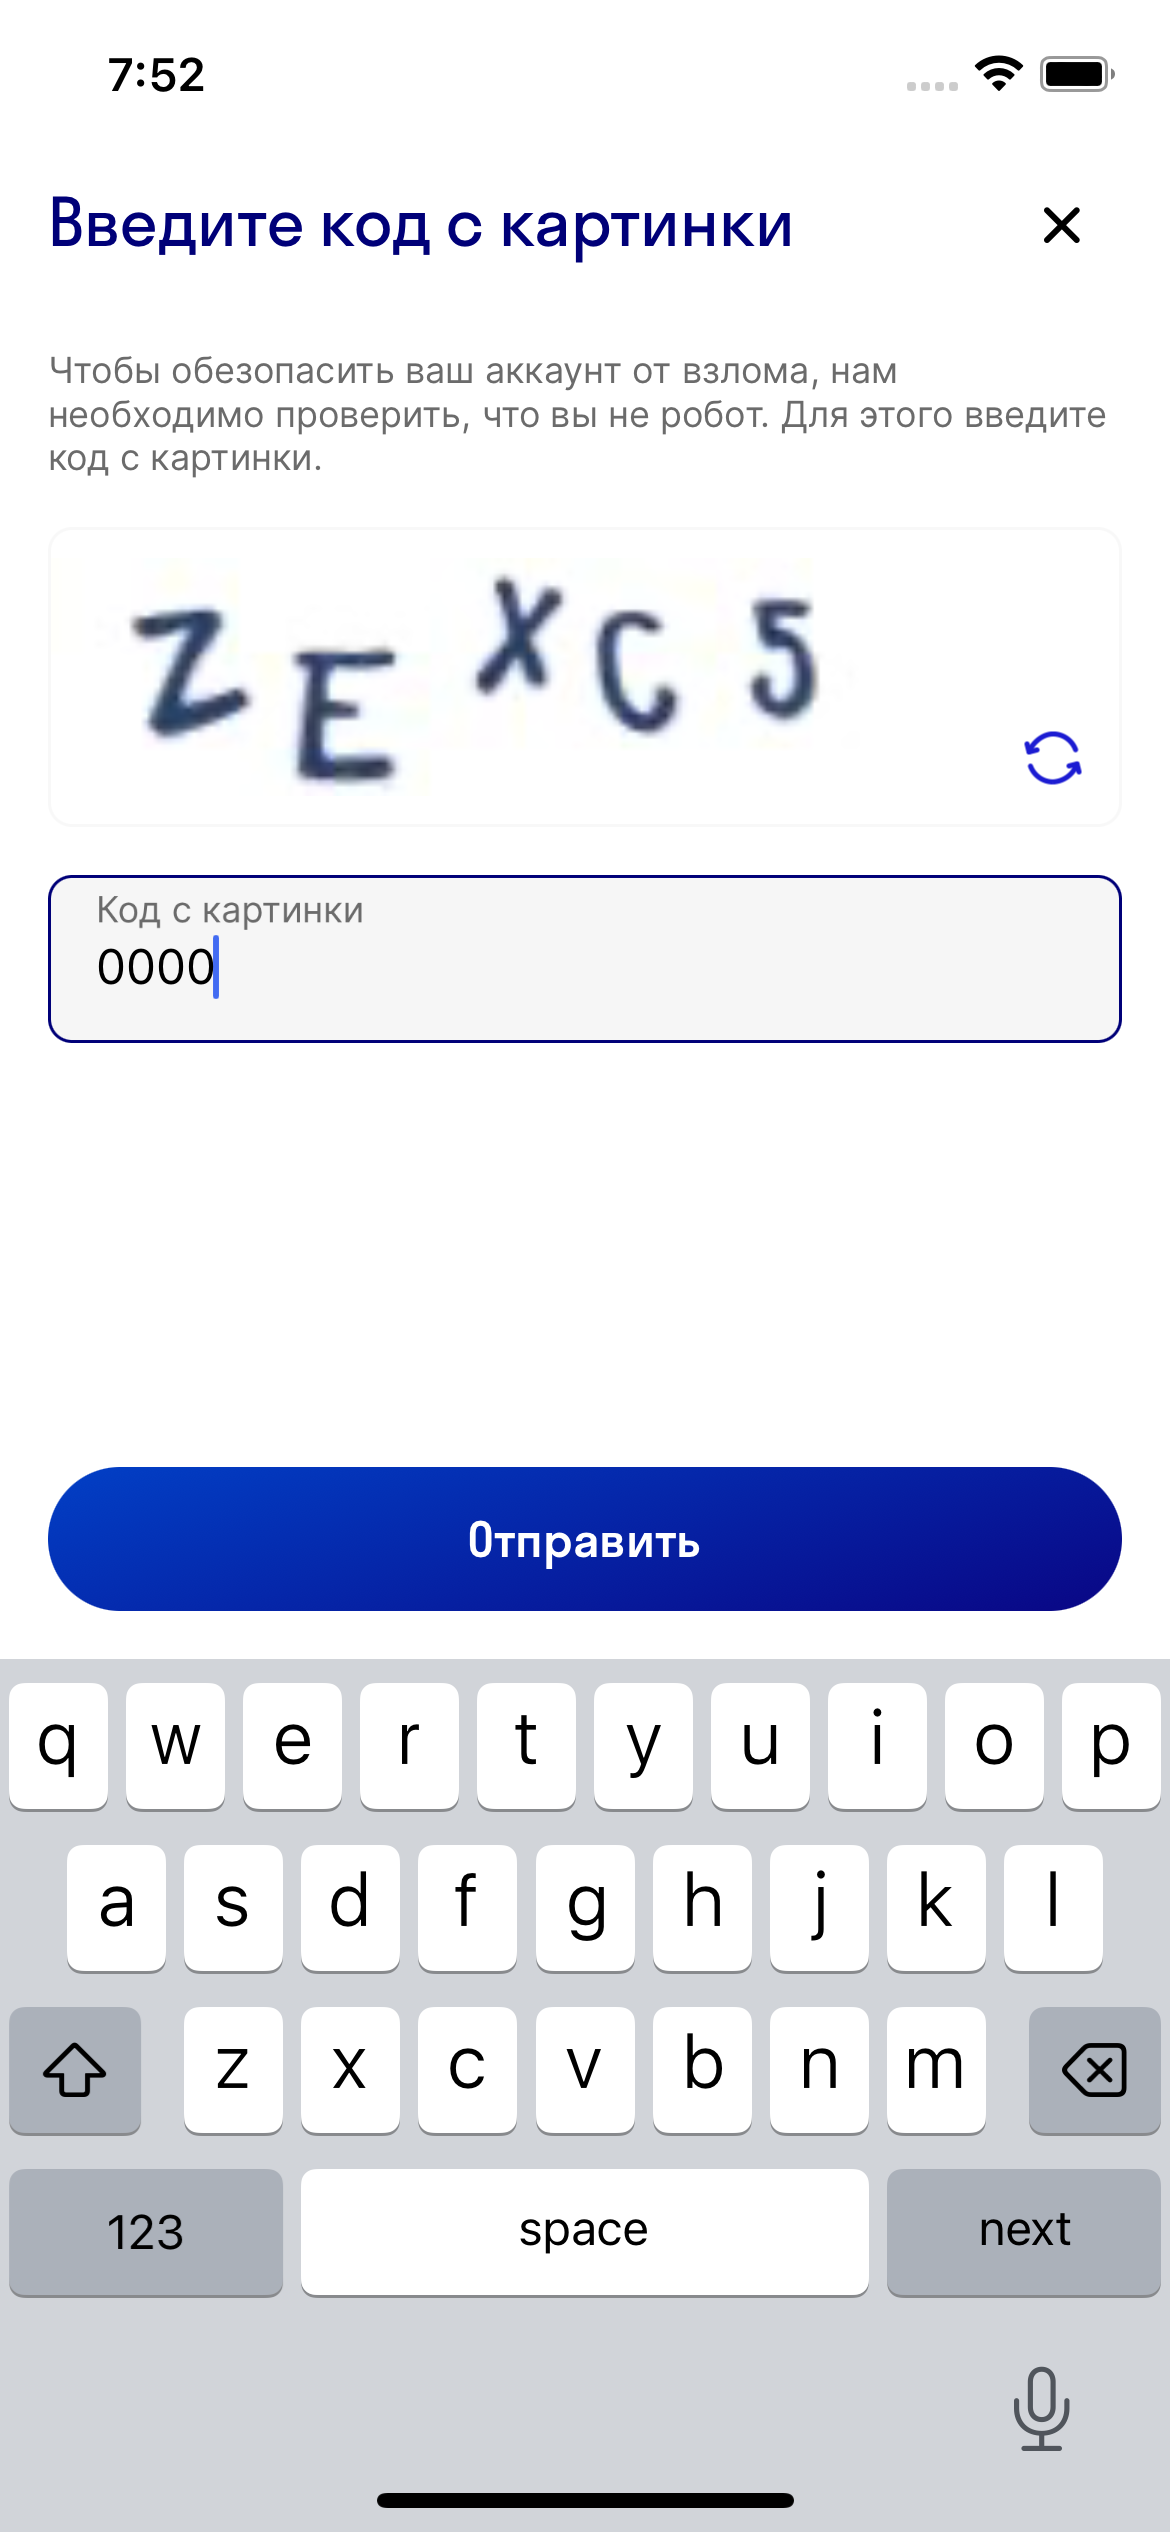 7:52
Введите код с картинки
Чтобы обезопасить ваш аккаунт от взлома, нам
необходимо проверить, что вы не робот. Для этого введите
код с картинки.
ZEXC5
Код с картинки
0000
Отправить
q w e r t y u i o p
a s d f g h j k l
z x c v b n m
123 space next